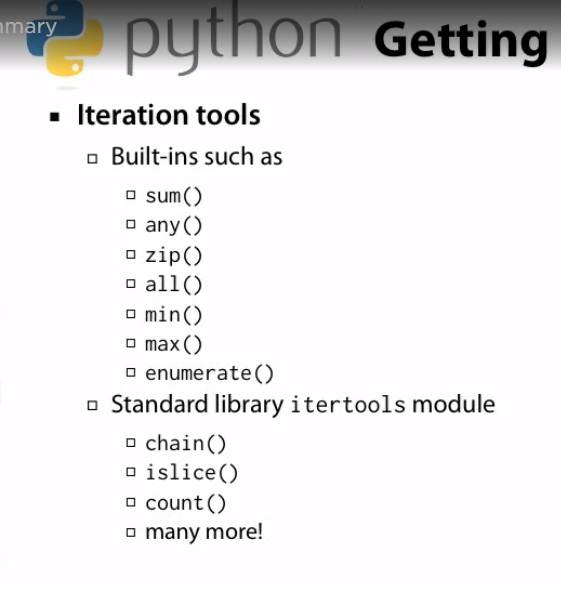 python Getting
Iteration tools
Built-ins such as
sum()
any()
zip()
all()
min()
max()
enumerate()
Standard library itertools module
chain()
islice()
count()
many more!